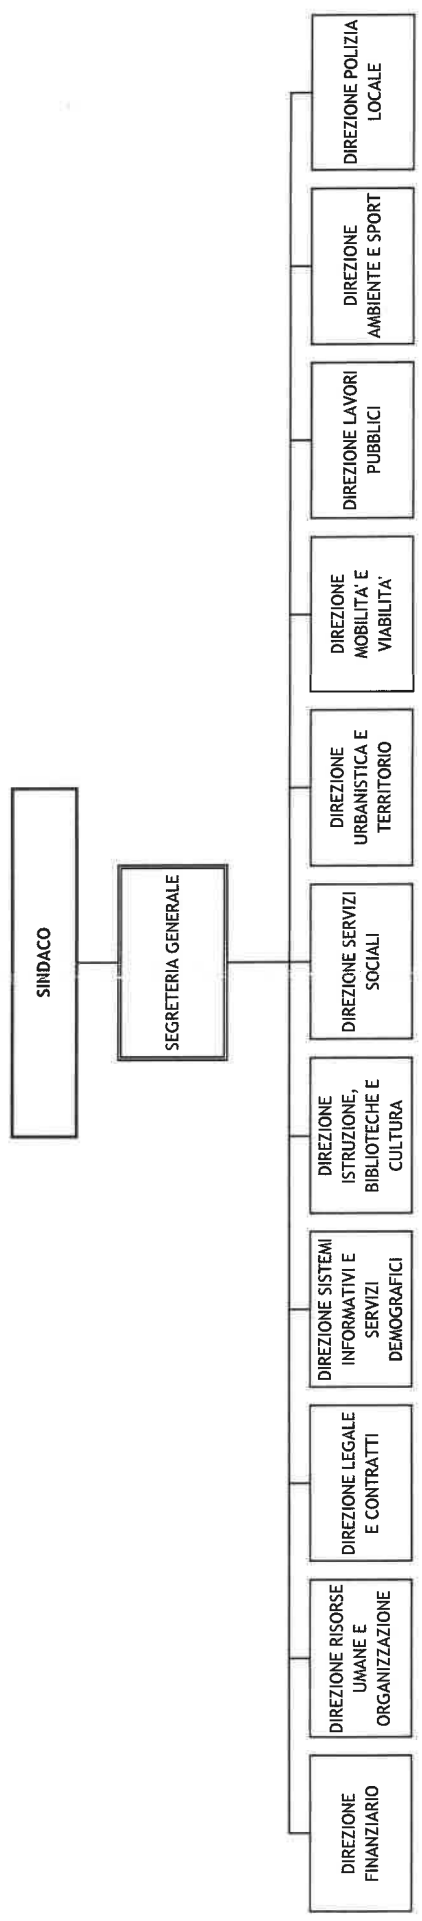 SINDACO
SEGRETERIA GENERALE
DIREZIONE
FINANZIARIO
DIREZIONE RISORSE
UMANE E
ORGANIZZAZIONE
DIREZIONE LEGALE
E CONTRATTI
DIREZIONE SISTEMI
INFORMATIVI E
SERVIZI
DEMOGRAFICI
DIREZIONE
ISTRUZIONE,
BIBLIOTECHE E
CULTURA
DIREZIONE SERVIZI
SOCIALI
DIREZIONE
URBANISTICA E
TERRITORIO
DIREZIONE
MOBILITA' E
VIABILITA'
DIREZIONE LAVORI
PUBBLICI
DIREZIONE
AMBIENTE E SPORT
DIREZIONE POLIZIA
LOCALE